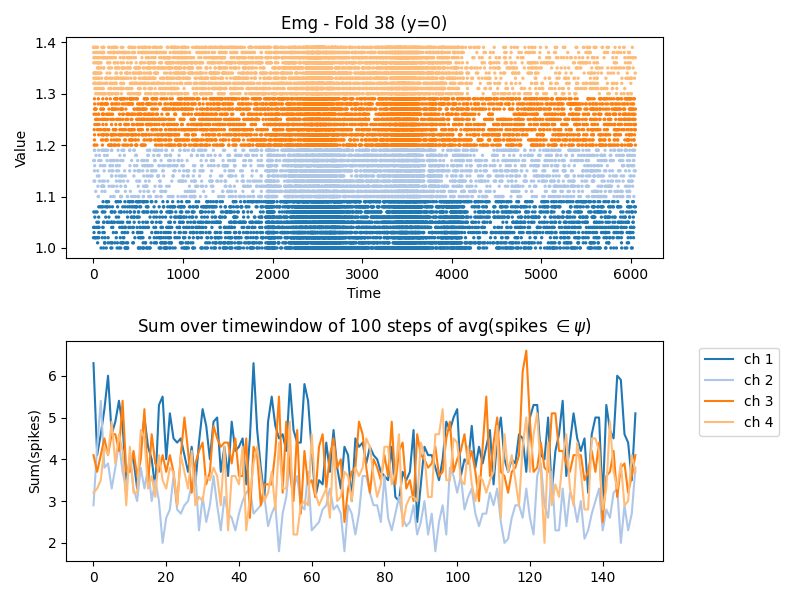 Emg - Fold 38 (y=0)
Value
1.4
1.3
1.2
1.1
1.0
0 1000 2000 3000 4000 5000 6000
Time
Sum over timewindow of 100 steps of avg(spikes ∈ ψ)
Sum(spikes)
6
5
4
3
2
0 20 40 60 80 100 120 140
ch 1
ch 2
ch 3
ch 4